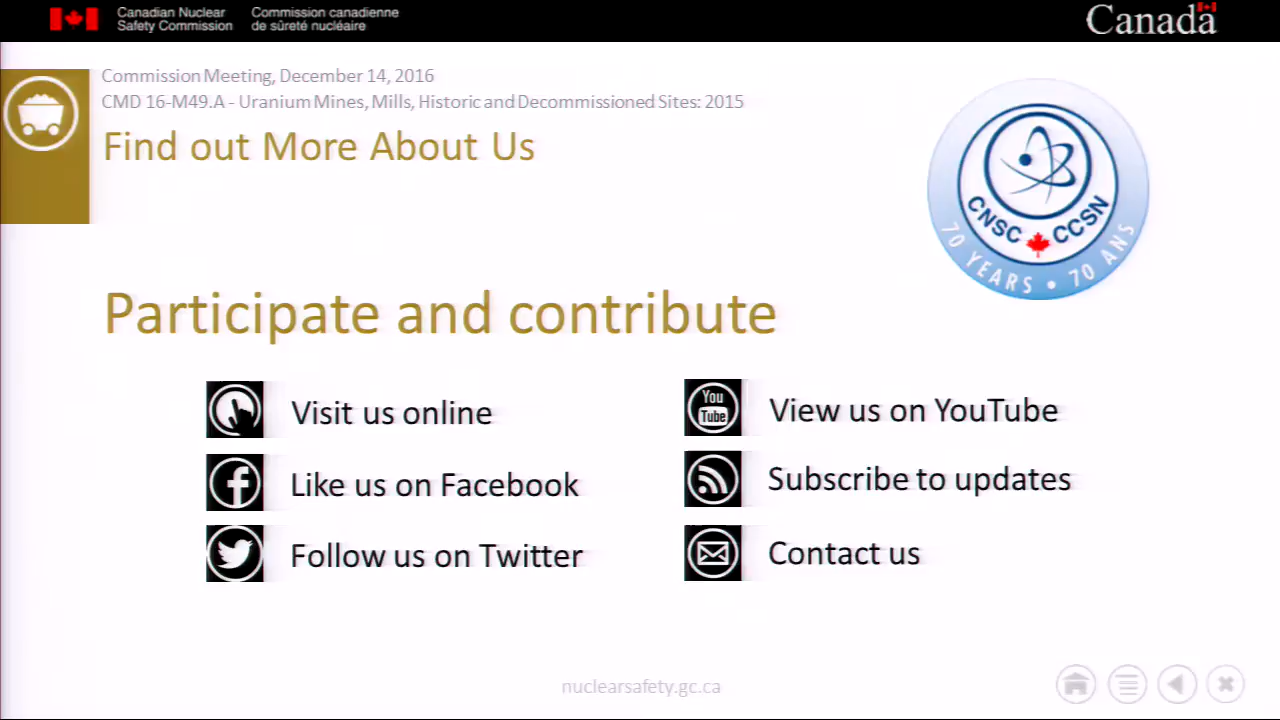 Canadian Nuclear
Safety Commission
Commission canadienne
de sûreté nucléaire
Canada
Commission Meeting, December 14, 2016
CMD 16-M49.A - Uranium Mines, Mills, Historic and Decommissioned Sites: 2015
Find out More About Us
CNSC CCSN
70 YEARS • 70 ANS
Participate and contribute
Visit us online
You
Tube
View us on YouTube
Like us on Facebook
Subscribe to updates
Follow us on Twitter
Contact us
nuclearsafety.gc.ca